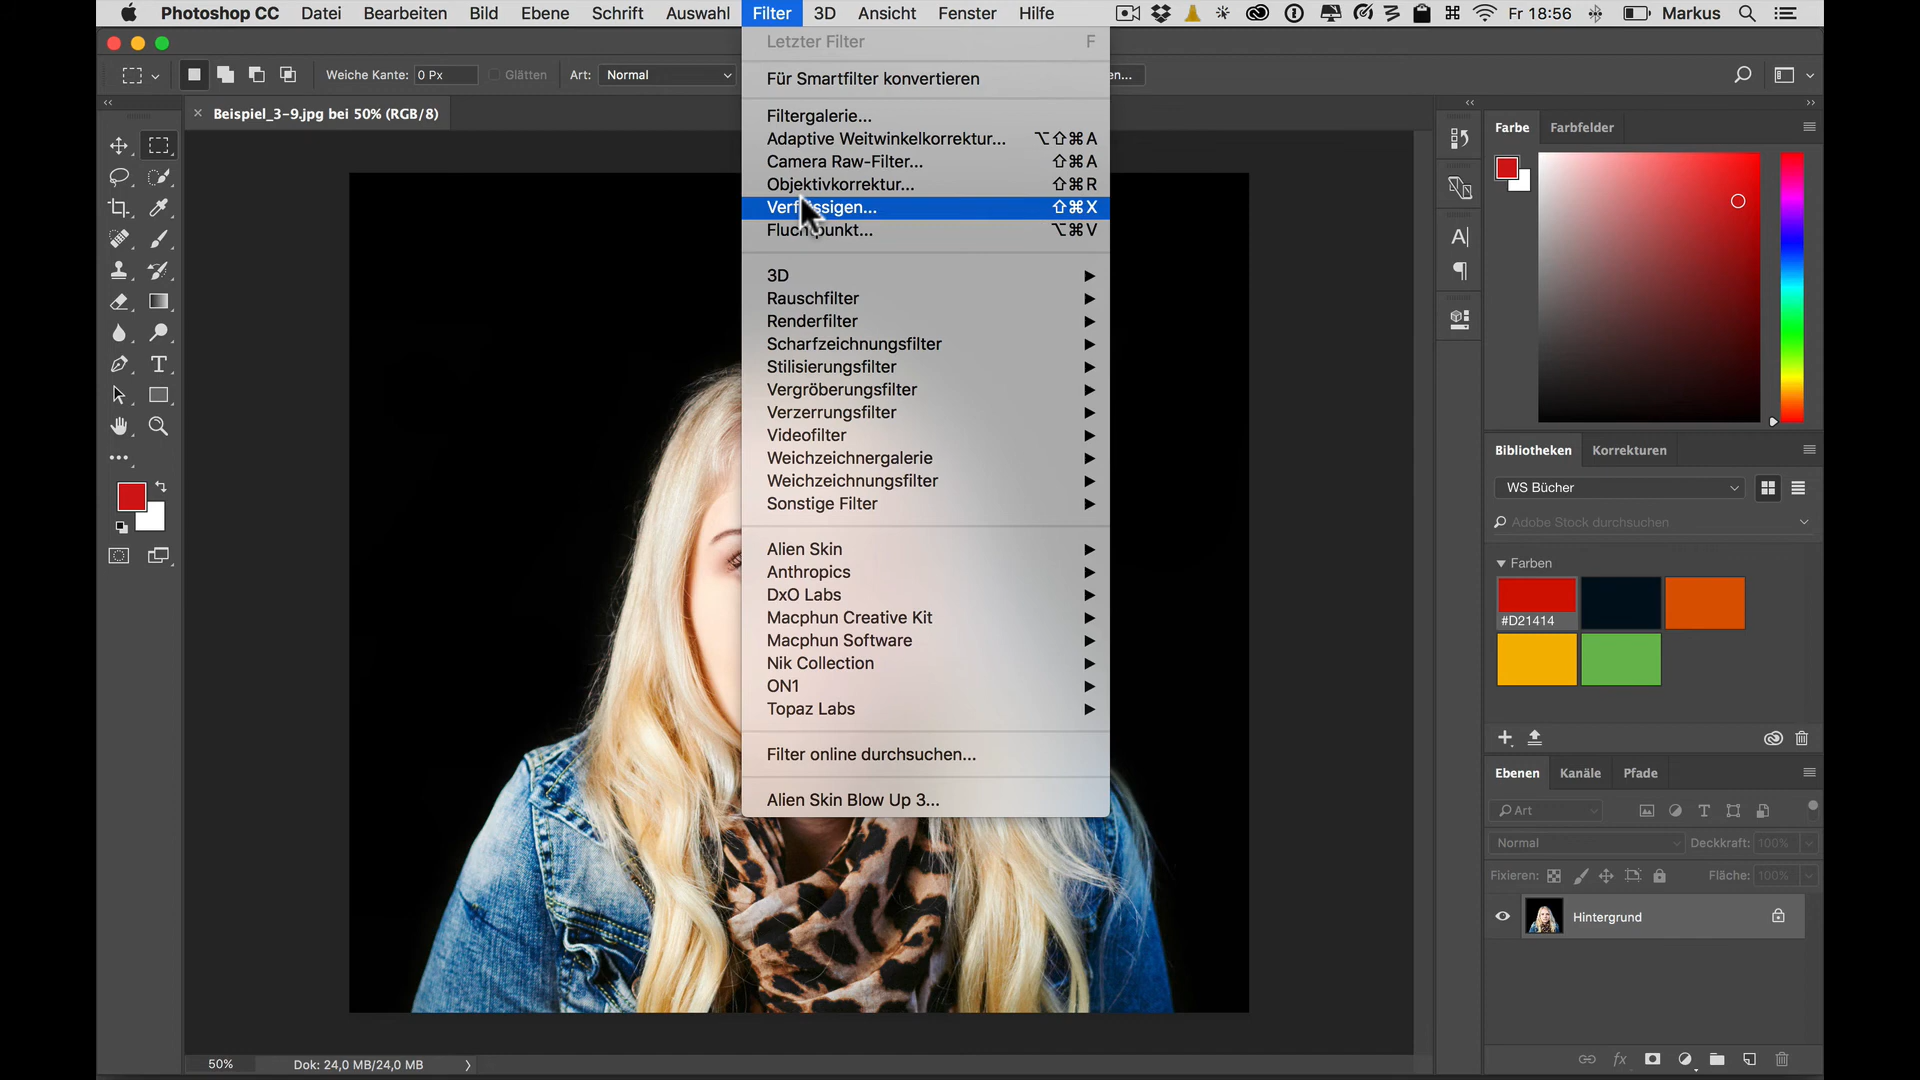 Photoshop CC Datei Bearbeiten Bild Ebene Schrift Auswahl Filter 3D Ansicht Fenster Hilfe Fr 18:56 Markus
Weiche Kante: 0 Px Glätten Art: Normal en...
Beispiel_3-9.jpg bei 50% (RGB/8)
Letzter Filter F
Für Smartfilter konvertieren
Filtergalerie...
Adaptive Weitwinkelkorrektur... ⌥⇧⌘A
Camera Raw-Filter... ⇧⌘A
Objektivkorrektur... ⇧⌘R
Verflüssigen... ⇧⌘X
Fluchtpunkt... ⌥⌘V
3D
Rauschfilter
Renderfilter
Scharfzeichnungsfilter
Stilisierungsfilter
Vergröberungsfilter
Verzerrungsfilter
Videofilter
Weichzeichnergalerie
Weichzeichnungsfilter
Sonstige Filter
Alien Skin
Anthropics
DxO Labs
Macphun Creative Kit
Macphun Software
Nik Collection
ON1
Topaz Labs
Filter online durchsuchen...
Alien Skin Blow Up 3...
Farbe Farbfelder
Bibliotheken Korrekturen
WS Bücher
Adobe Stock durchsuchen
Farben
#D21414
Ebenen Kanäle Pfade
Art
Normal Deckkraft: 100%
Fixieren: Fläche: 100%
Hintergrund
fx
50% Dok: 24,0 MB/24,0 MB